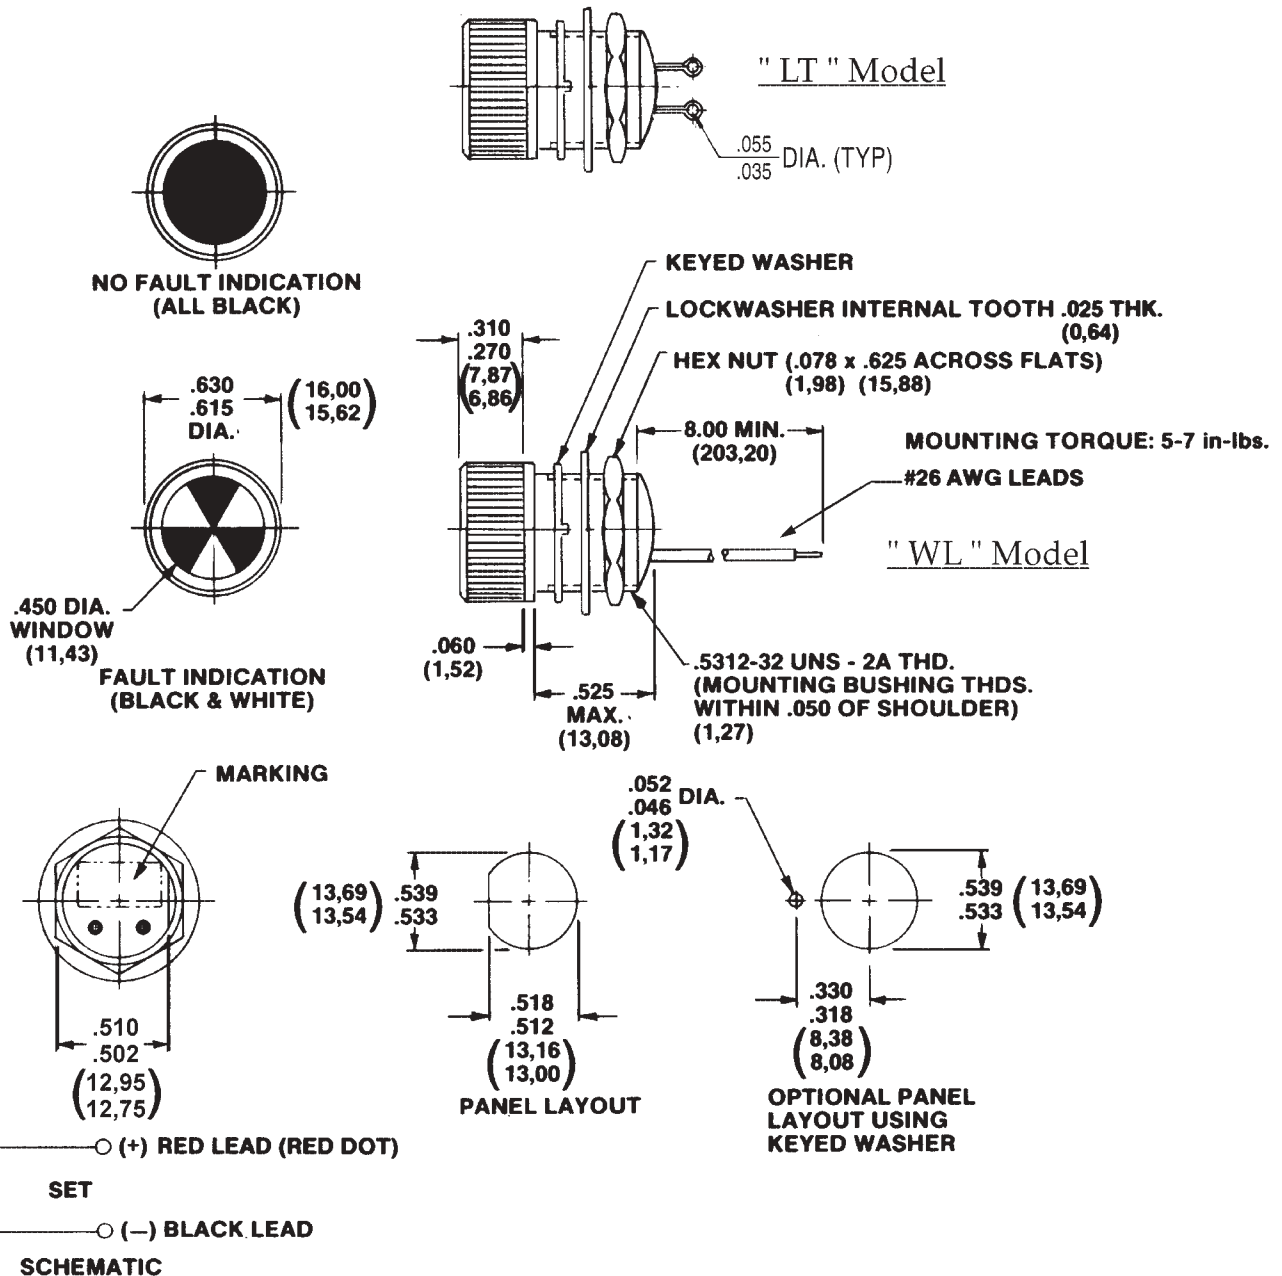 " LT " Model
.055
.035
DIA. (TYP)
NO FAULT INDICATION
(ALL BLACK)
KEYED WASHER
LOCKWASHER INTERNAL TOOTH .025 THK.
(0,64)
HEX NUT (.078 x .625 ACROSS FLATS)
(1,98) (15,88)
.310
.270
(7,87
6,86)
.630
.615
DIA.
(16,00
15,62)
8.00 MIN.
(203,20)
MOUNTING TORQUE: 5-7 in-lbs.
#26 AWG LEADS
" WL " Model
.450 DIA.
WINDOW
(11,43)
FAULT INDICATION
(BLACK & WHITE)
.060
(1,52)
.525
MAX.
(13,08)
.5312-32 UNS - 2A THD.
(MOUNTING BUSHING THDS.
WITHIN .050 OF SHOULDER)
(1,27)
MARKING
.510
.502
(12,95
12,75)
(13,69
13,54)
.539
.533
.518
.512
(13,16
13,00)
PANEL LAYOUT
.052
.046
DIA.
(1,32
1,17)
.539
.533
(13,69
13,54)
.330
.318
(8,38
8,08)
OPTIONAL PANEL
LAYOUT USING
KEYED WASHER
(+) RED LEAD (RED DOT)
SET
(—) BLACK LEAD
SCHEMATIC